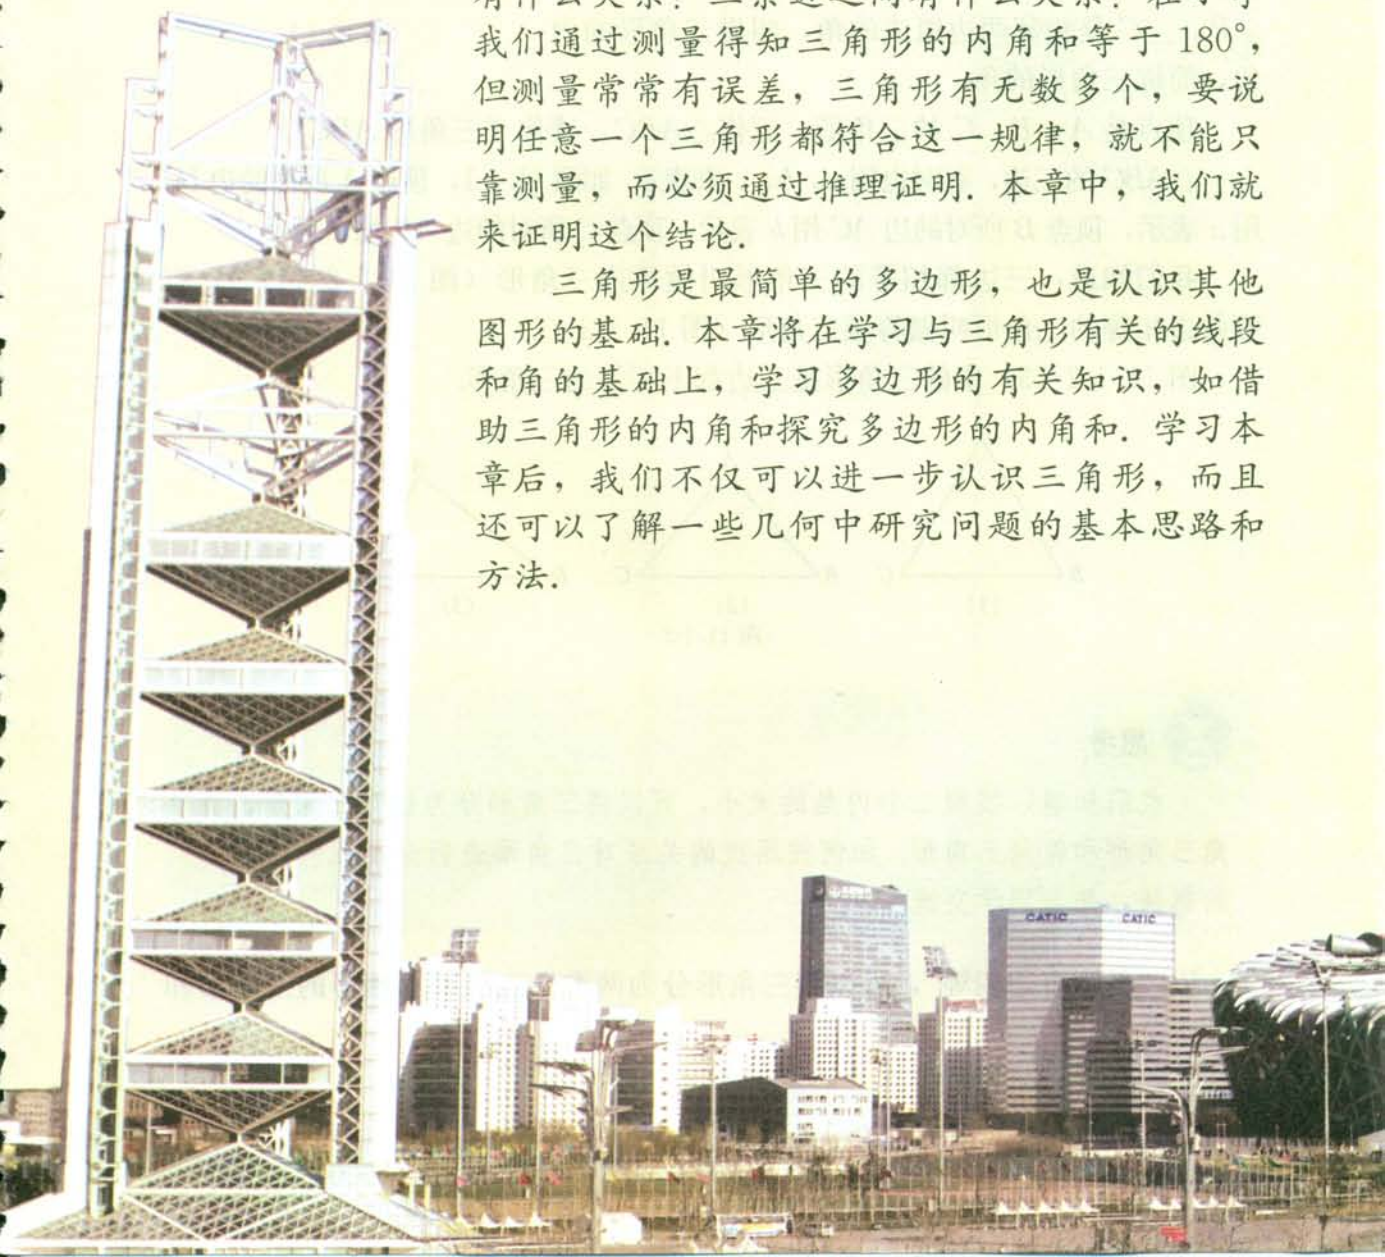 我们通过测量得知三角形的内角和等于 180°，
但测量常常有误差，三角形有无数多个，要说
明任意一个三角形都符合这一规律，就不能只
靠测量，而必须通过推理证明．本章中，我们就
来证明这个结论．
三角形是最简单的多边形，也是认识其他
图形的基础．本章将在学习与三角形有关的线段
和角的基础上，学习多边形的有关知识，如借
助三角形的内角和探究多边形的内角和．学习本
章后，我们不仅可以进一步认识三角形，而且
还可以了解一些几何中研究问题的基本思路和
方法．
CATIC
CATIC